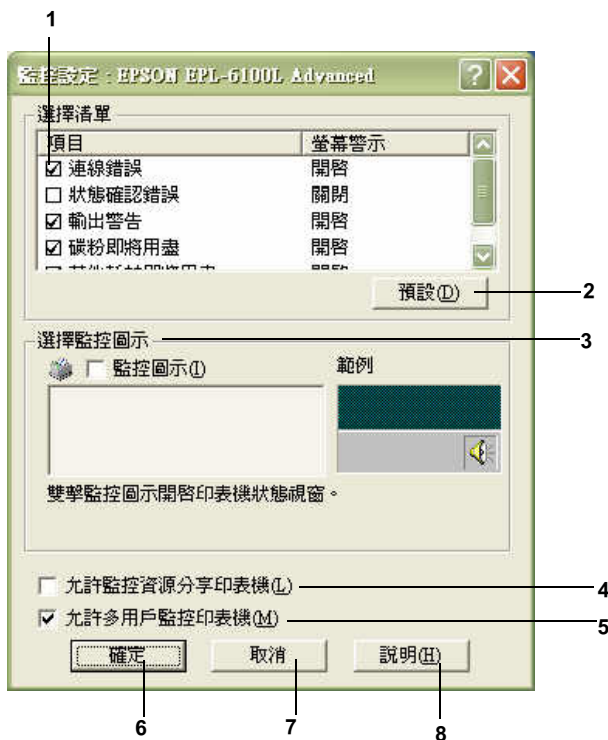 1
監控設定 : EPSON EPL-6100L Advanced
選擇清單
項目 螢幕警示
連線錯誤 開啓
狀態確認錯誤 關閉
輸出警告 開啓
碳粉即將用盡 開啓
預設(D)
2
選擇監控圖示
3
監控圖示(I)
範例
雙擊監控圖示開啓印表機狀態視窗。
允許監控資源分享印表機(L)
4
允許多用戶監控印表機(M)
5
確定 取消 說明(H)
6 7 8